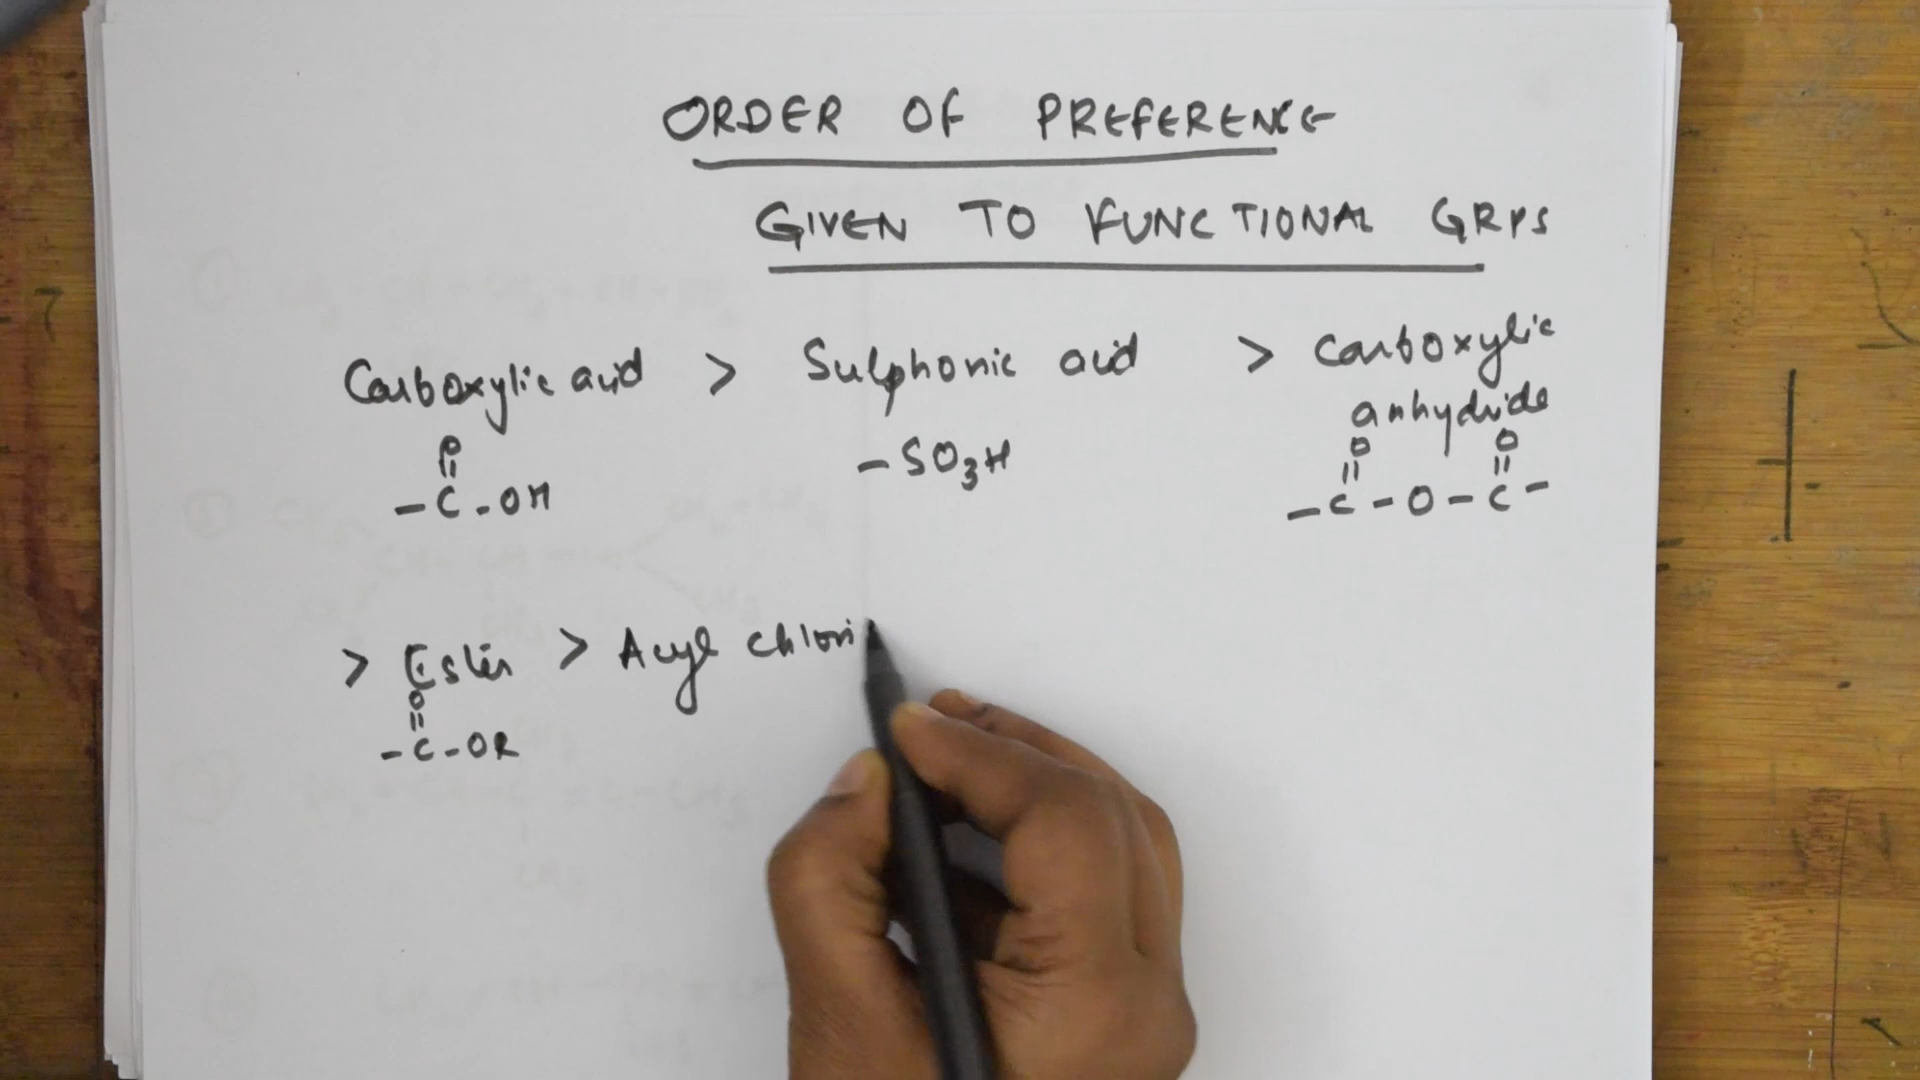 ORDER OF PREFERENCE
GIVEN TO FUNCTIONAL GRPS
Carboxylic acid > Sulphonic acid > Carboxylic
anhydride
O O O
|| || ||
-C-OH -SO3H -C-O-C-
> Ester > Acyl chlori
O
||
-C-OR